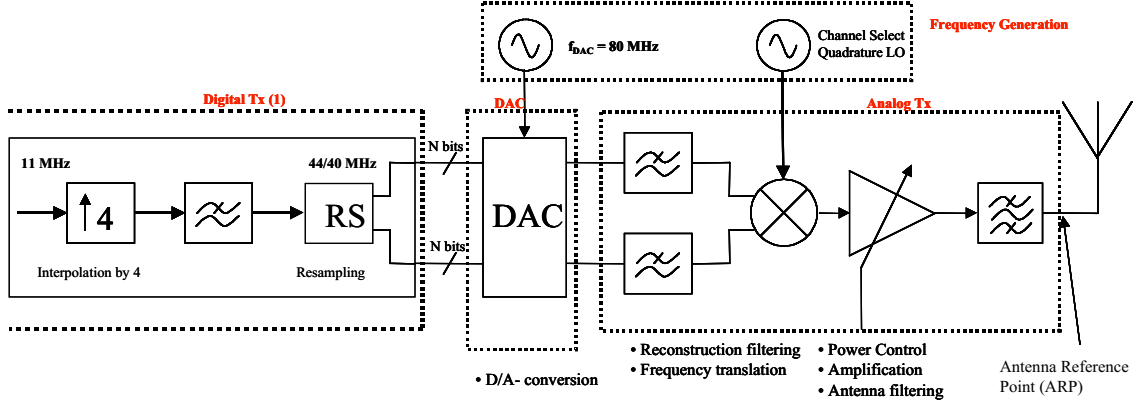 Frequency Generation
f_DAC = 80 MHz
Channel Select
Quadrature LO
Digital Tx (1)
DAC
Analog Tx
11 MHz
44/40 MHz
N bits
4
RS
DAC
N bits
Interpolation by 4
Resampling
• D/A- conversion
• Reconstruction filtering
• Frequency translation
• Power Control
• Amplification
• Antenna filtering
Antenna Reference
Point (ARP)